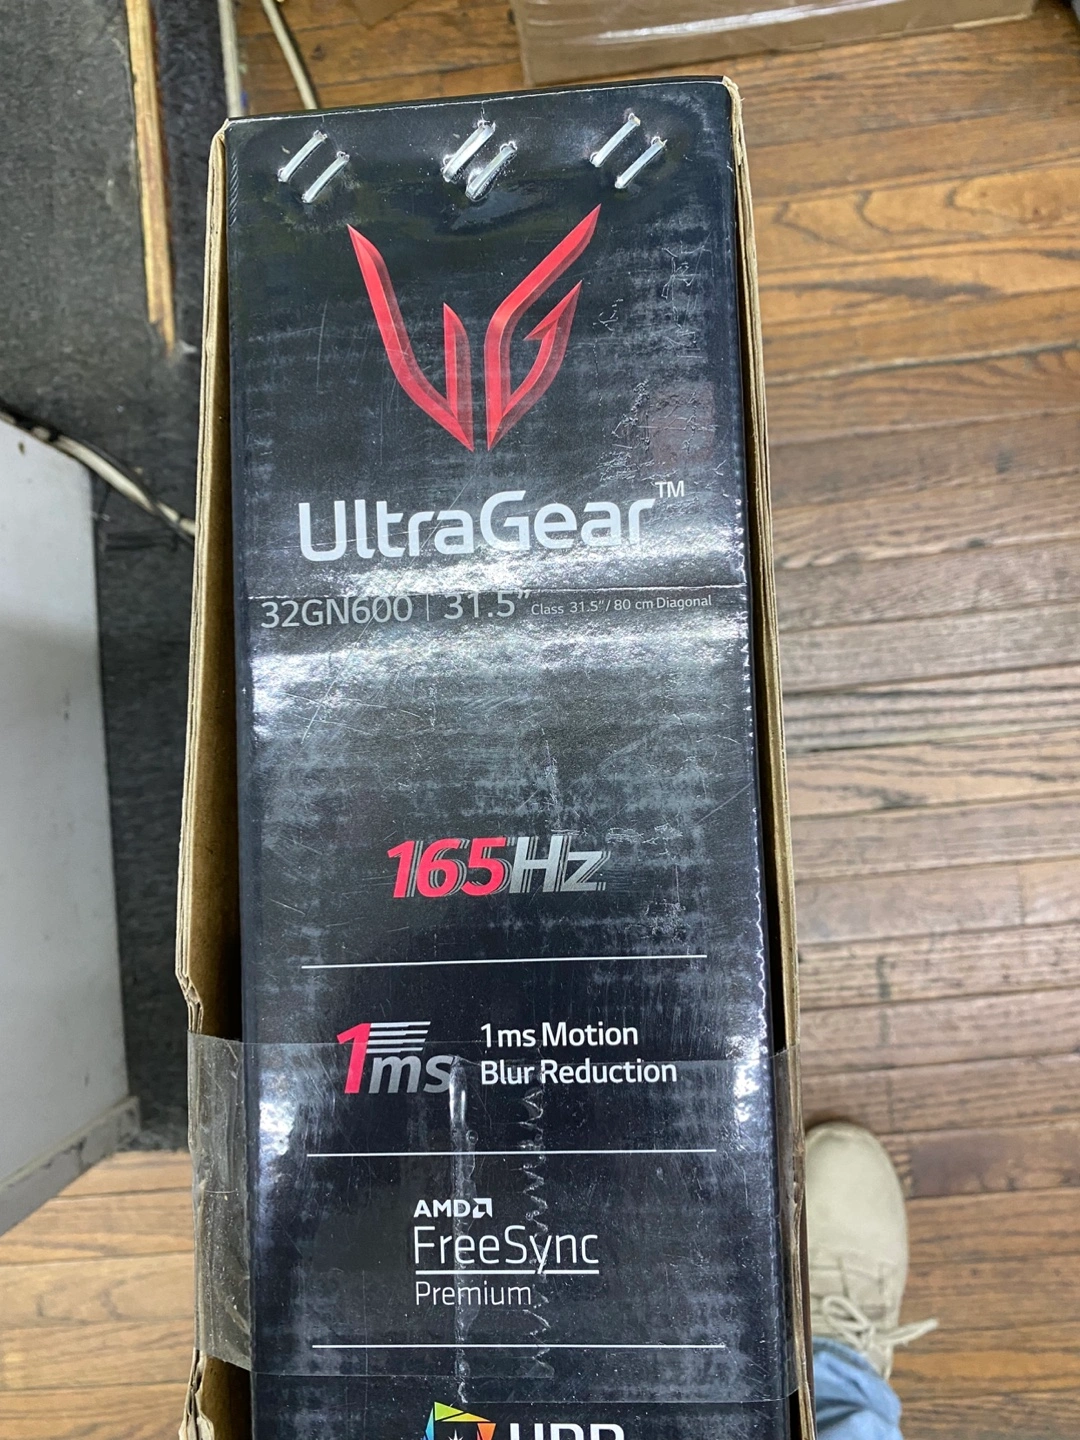 UltraGear™
32GN600 | 31.5” Class 31.5”/ 80 cm Diagonal
165Hz
1ms
1ms Motion
Blur Reduction
AMD
FreeSync
Premium